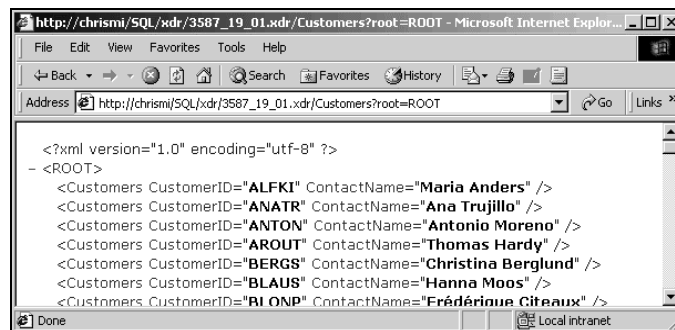 http://chrismi/SQL/xdr/3587_19_01.xdr/Customers?root=ROOT - Microsoft Internet Explor...
File Edit View Favorites Tools Help
Back Search Favorites History
Address http://chrismi/SQL/xdr/3587_19_01.xdr/Customers?root=ROOT Go Links »
<?xml version="1.0" encoding="utf-8" ?>
- <ROOT>
<Customers CustomerID="ALFKI" ContactName="Maria Anders" />
<Customers CustomerID="ANATR" ContactName="Ana Trujillo" />
<Customers CustomerID="ANTON" ContactName="Antonio Moreno" />
<Customers CustomerID="AROUT" ContactName="Thomas Hardy" />
<Customers CustomerID="BERGS" ContactName="Christina Berglund" />
<Customers CustomerID="BLAUS" ContactName="Hanna Moos" />
<Customers CustomerID="BLONP" ContactName="Frédérique Citeaux" />
Done Local intranet